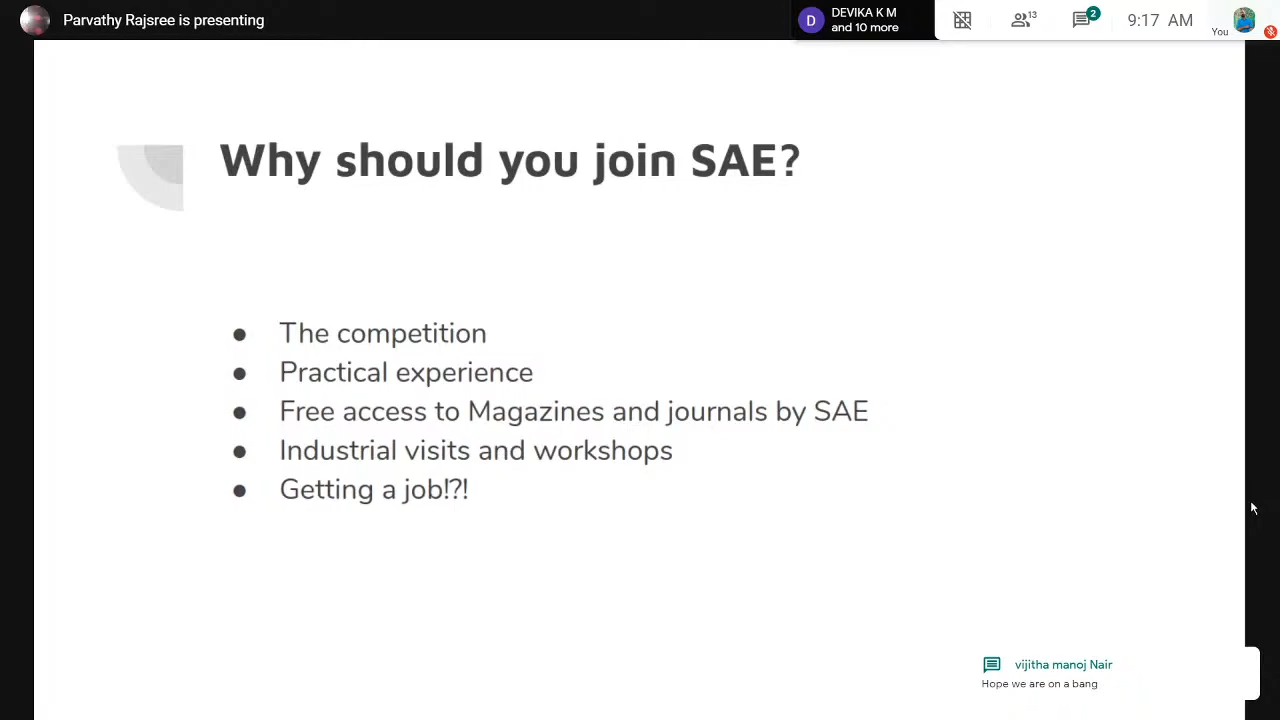 Parvathy Rajsree is presenting
D
DEVIKA K M
and 10 more
13
2
9:17 AM
You
Why should you join SAE?
● The competition
● Practical experience
● Free access to Magazines and journals by SAE
● Industrial visits and workshops
● Getting a job!?!
vijitha manoj Nair
Hope we are on a bang